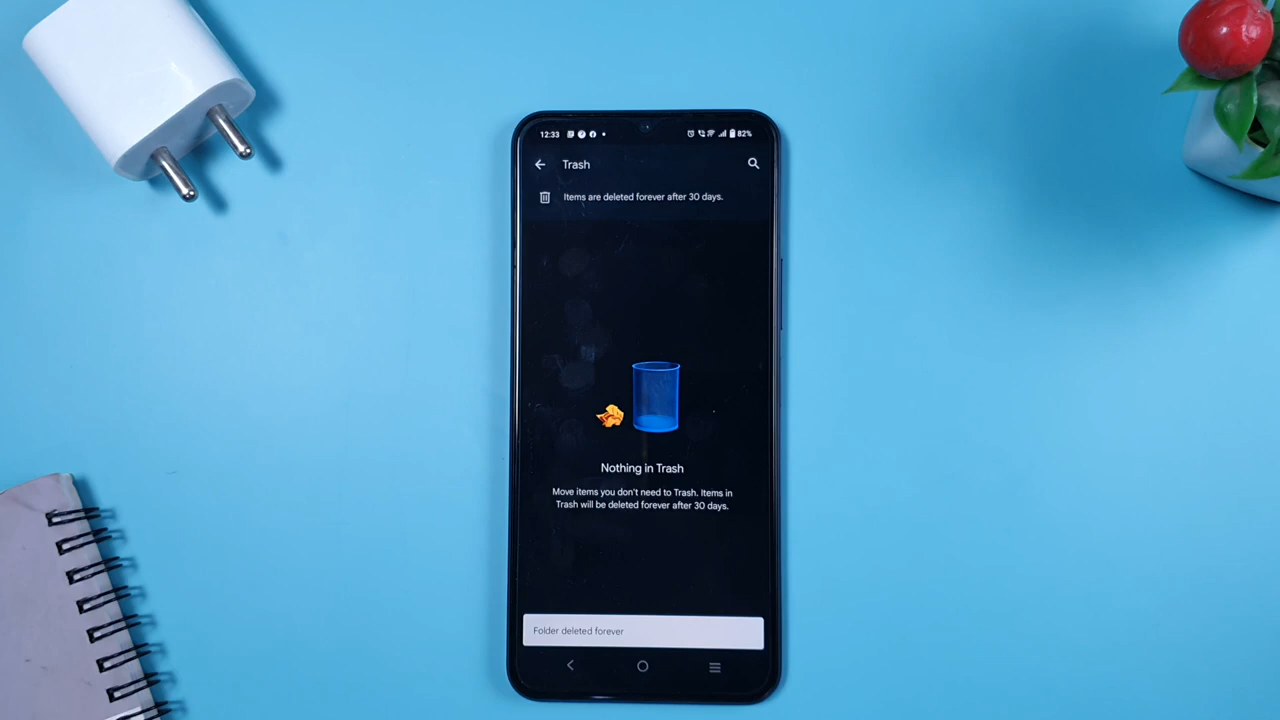 12:33 82%
Trash
Items are deleted forever after 30 days.
Nothing in Trash
Move items you don't need to Trash. Items in
Trash will be deleted forever after 30 days.
Folder deleted forever